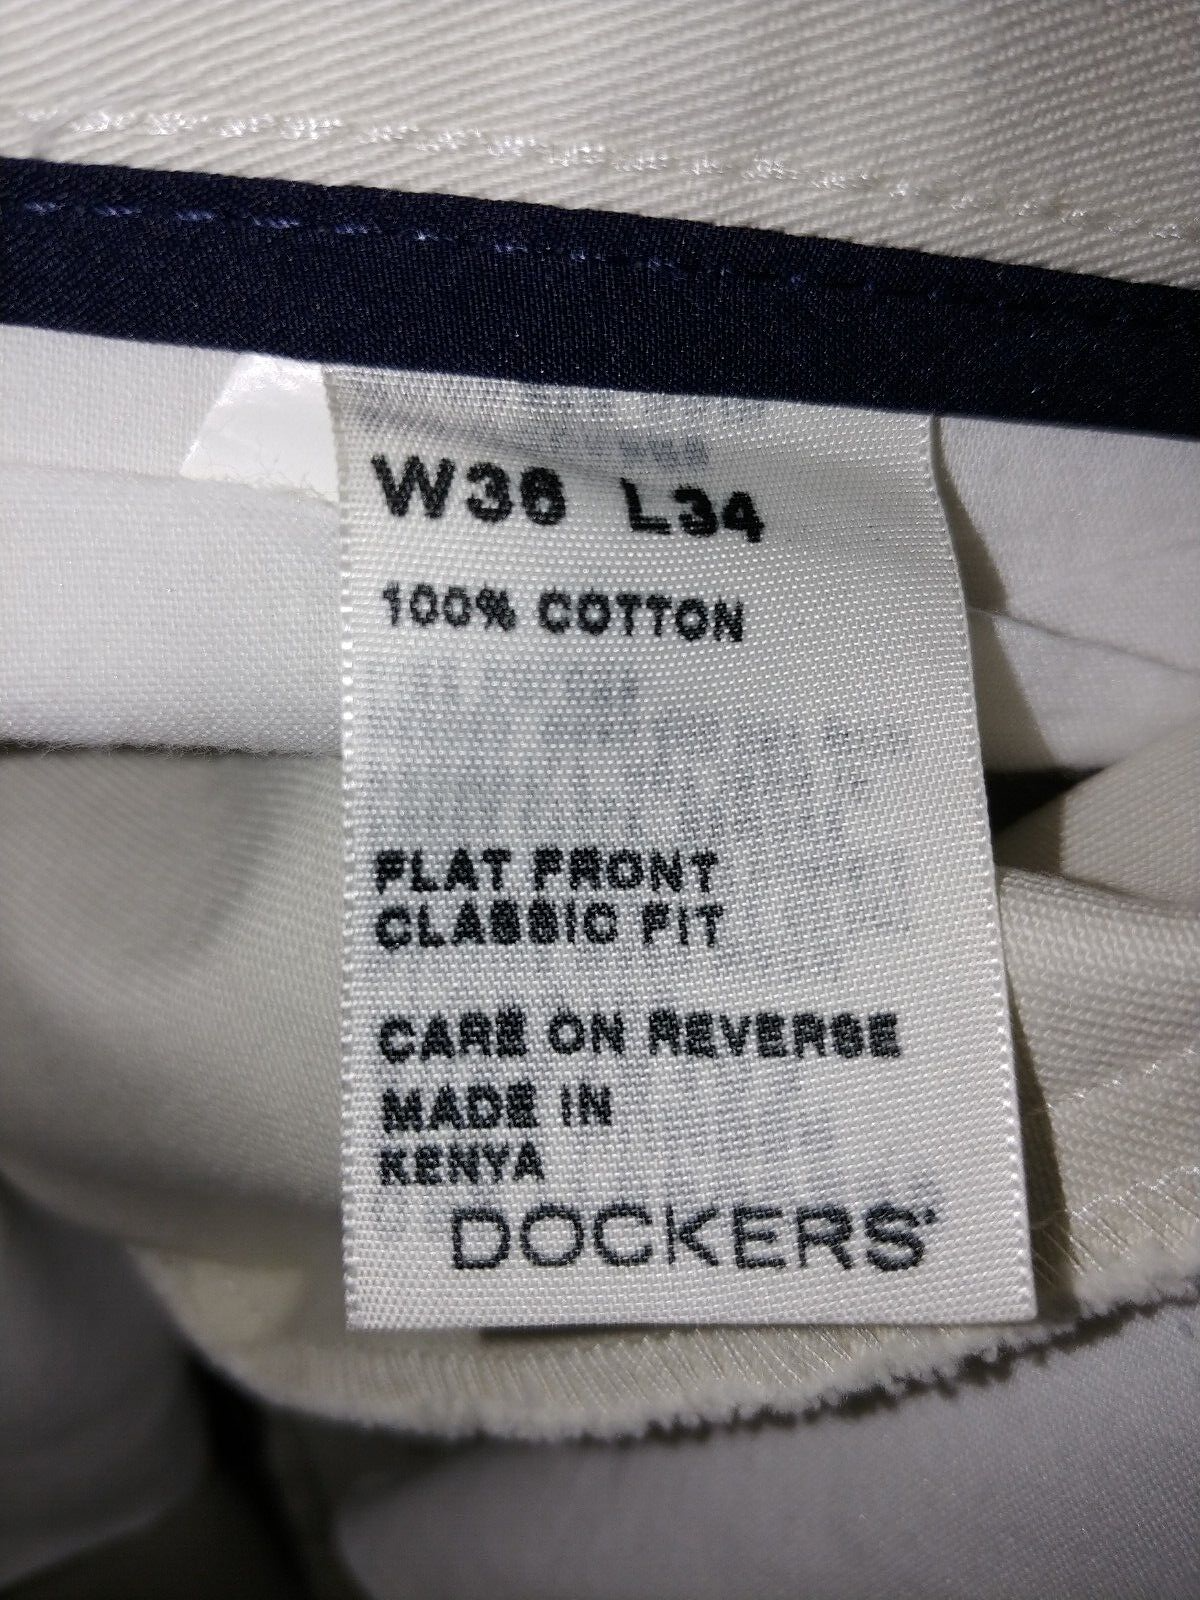 W36 L34
100% COTTON
FLAT FRONT
CLASSIC FIT
CARE ON REVERSE
MADE IN
KENYA
DOCKERS®